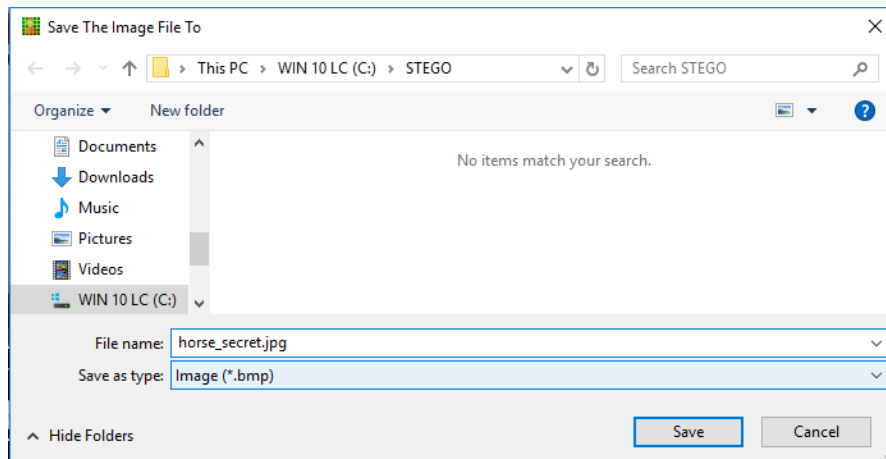 Save The Image File To
This PC > WIN 10 LC (C:) > STEGO
Search STEGO
Organize
New folder
?
Documents
Downloads
Music
Pictures
Videos
WIN 10 LC (C:)
No items match your search.
File name: horse_secret.jpg
Save as type: Image (*.bmp)
Hide Folders
Save
Cancel